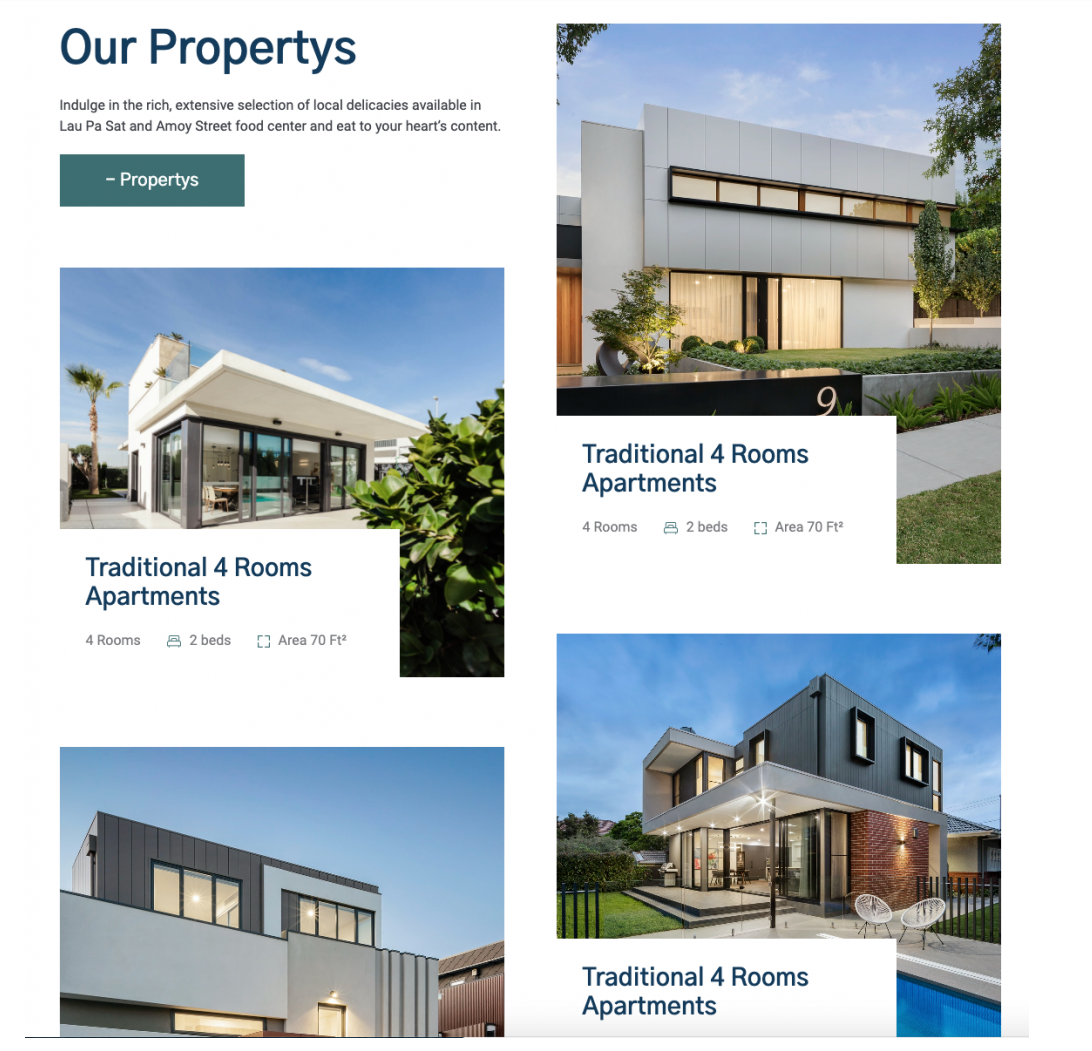 Our Propertys
Indulge in the rich, extensive selection of local delicacies available in
Lau Pa Sat and Amoy Street food center and eat to your heart’s content.
– Propertys
9
Traditional 4 Rooms
Apartments
4 Rooms 2 beds Area 70 Ft²
Traditional 4 Rooms
Apartments
4 Rooms 2 beds Area 70 Ft²
Traditional 4 Rooms
Apartments